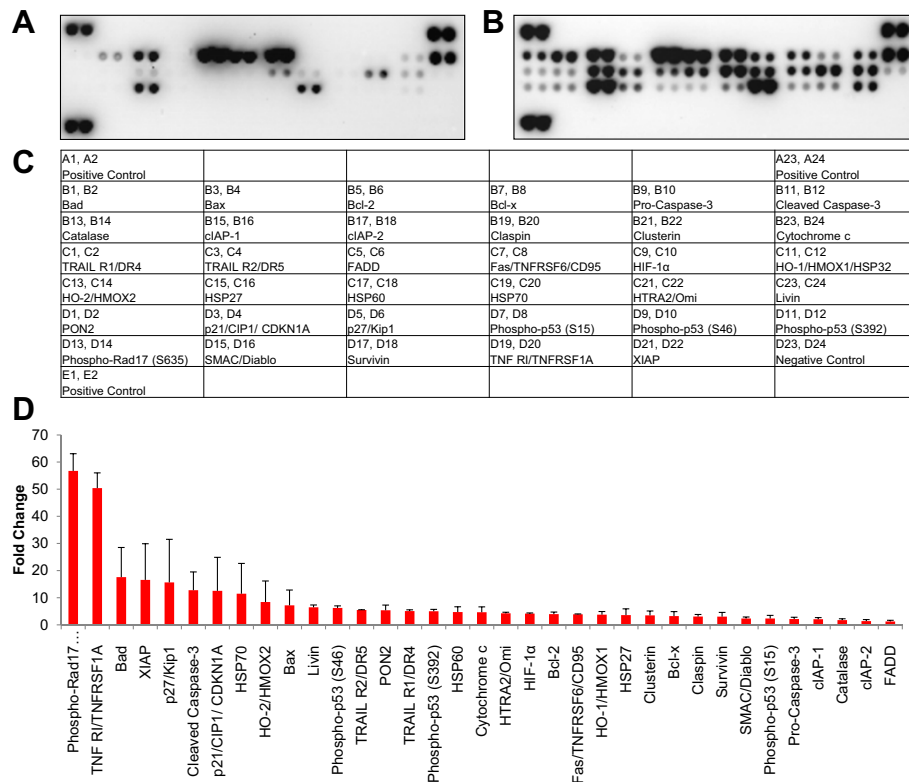 A
B
C
A1, A2
Positive Control
A23, A24
Positive Control
B1, B2
Bad
B3, B4
Bax
B5, B6
Bcl-2
B7, B8
Bcl-x
B9, B10
Pro-Caspase-3
B11, B12
Cleaved Caspase-3
B13, B14
Catalase
B15, B16
cIAP-1
B17, B18
cIAP-2
B19, B20
Claspin
B21, B22
Clusterin
B23, B24
Cytochrome c
C1, C2
TRAIL R1/DR4
C3, C4
TRAIL R2/DR5
C5, C6
FADD
C7, C8
Fas/TNFRSF6/CD95
C9, C10
HIF-1α
C11, C12
HO-1/HMOX1/HSP32
C13, C14
HO-2/HMOX2
C15, C16
HSP27
C17, C18
HSP60
C19, C20
HSP70
C21, C22
HTRA2/Omi
C23, C24
Livin
D1, D2
PON2
D3, D4
p21/CIP1/ CDKN1A
D5, D6
p27/Kip1
D7, D8
Phospho-p53 (S15)
D9, D10
Phospho-p53 (S46)
D11, D12
Phospho-p53 (S392)
D13, D14
Phospho-Rad17 (S635)
D15, D16
SMAC/Diablo
D17, D18
Survivin
D19, D20
TNF RI/TNFRSF1A
D21, D22
XIAP
D23, D24
Negative Control
E1, E2
Positive Control
D
Fold Change
70
60
50
40
30
20
10
0
Phospho-Rad17 …
TNF RI/TNFRSF1A
Bad
XIAP
p27/Kip1
Cleaved Caspase-3
p21/CIP1/ CDKN1A
HSP70
HO-2/HMOX2
Bax
Livin
Phospho-p53 (S46)
TRAIL R2/DR5
PON2
TRAIL R1/DR4
Phospho-p53 (S392)
HSP60
Cytochrome c
HTRA2/Omi
HIF-1α
Bcl-2
Fas/TNFRSF6/CD95
HO-1/HMOX1
HSP27
Clusterin
Bcl-x
Claspin
Survivin
SMAC/Diablo
Phospho-p53 (S15)
Pro-Caspase-3
cIAP-1
Catalase
cIAP-2
FADD